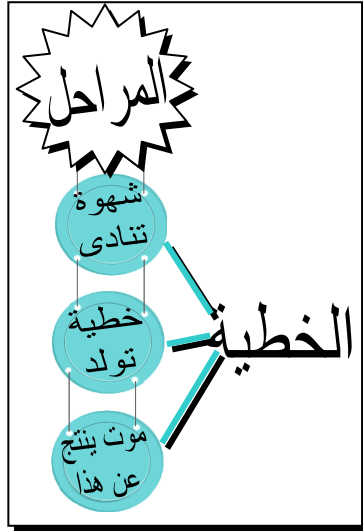 المراحل
شهوة
تنادى
خطية
تولد
موت ينتج
عن هذا
الخطية